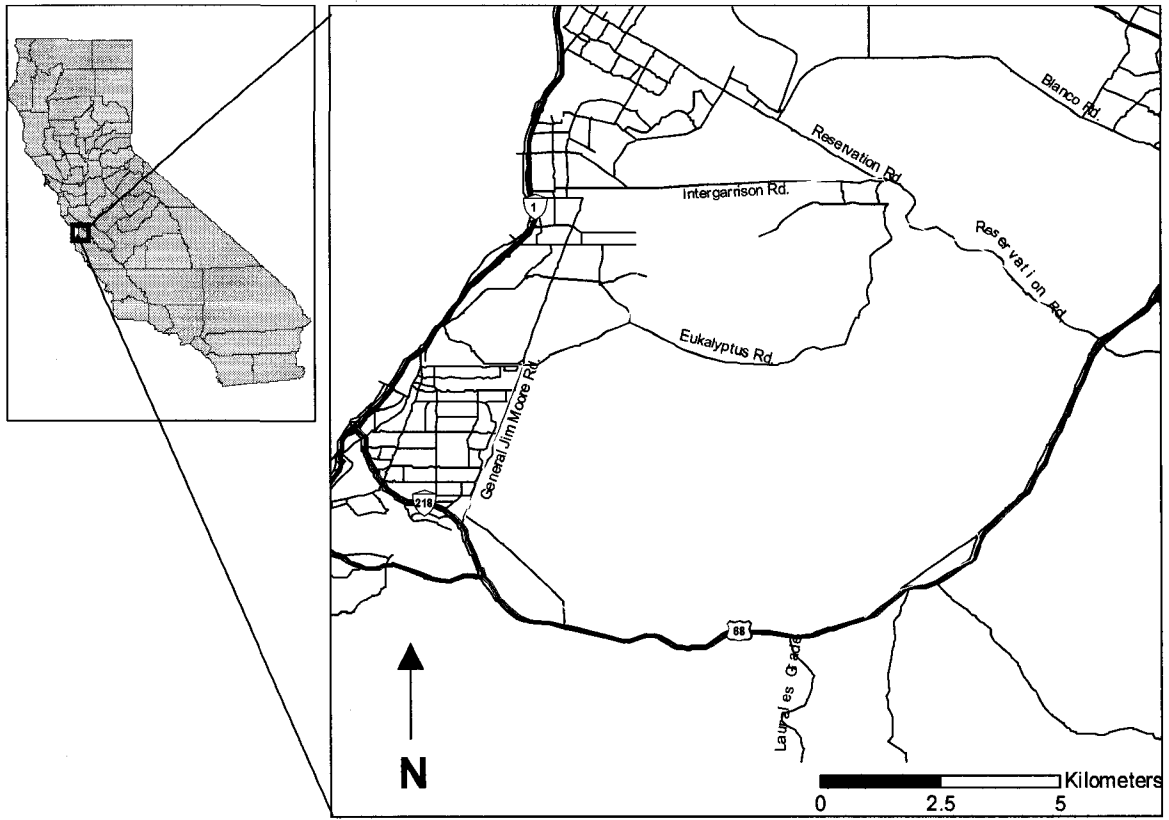 Blanco Rd.
Reservation Rd.
Intergarrison Rd.
1
Reservation Rd.
Eukalyptus Rd.
General Jim Moore Rd.
218
68
Laurales Grade
N
Kilometers
0 2.5 5